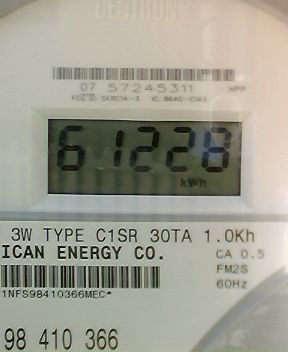 CENTRON
07 57245311
61228
kWh
3W TYPE C1SR 30TA 1.0Kh
ICAN ENERGY CO.
CA 0.5
FM2S
60Hz
1NFS98410366MEC*
98 410 366